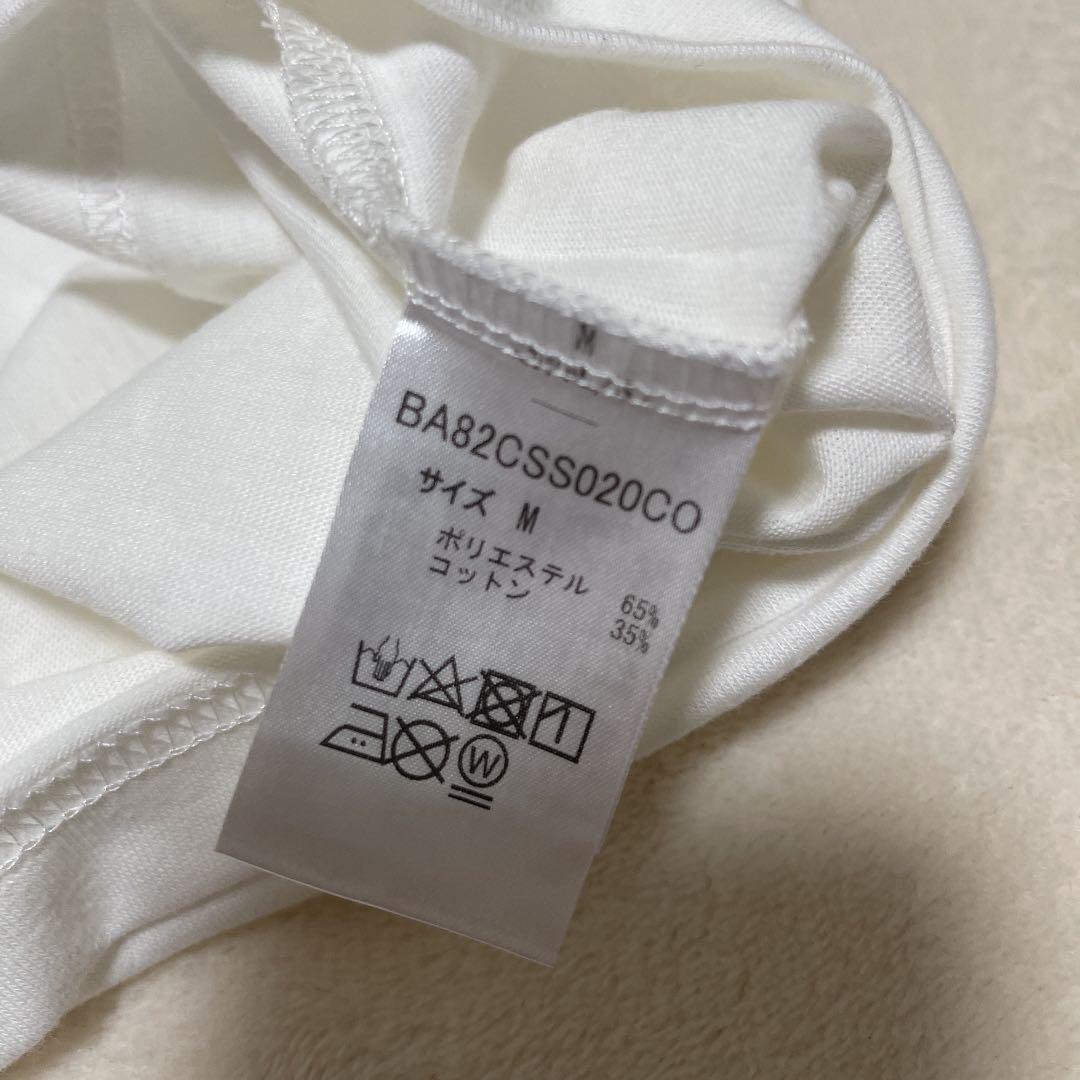 M
BA82CSS020CO
サイズ M
ポリエステル 65%
コットン 35%
W